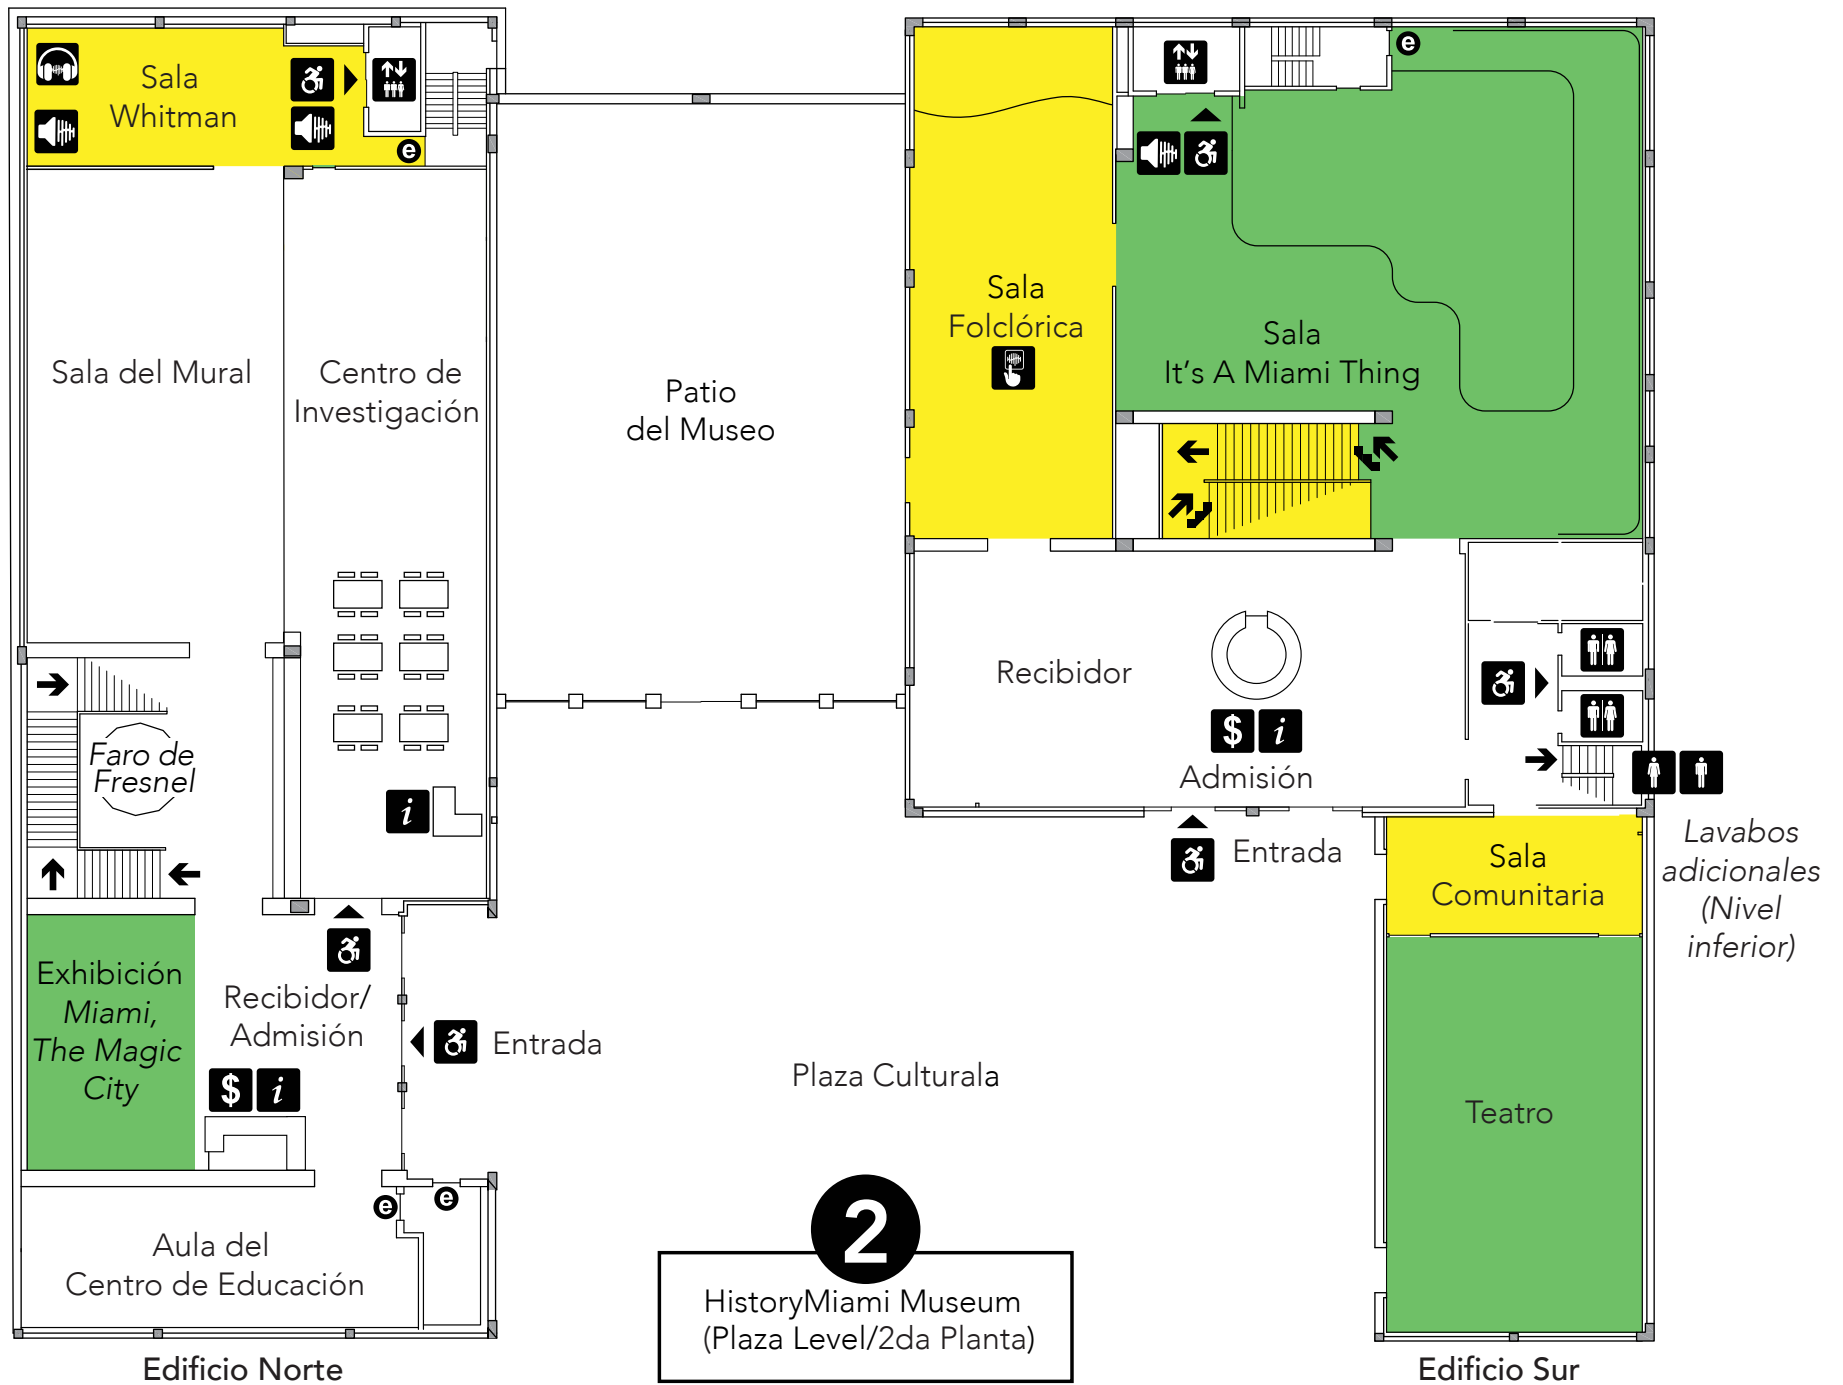 Sala
Whitman
e
e
Sala del Mural
Centro de
Investigación
Patio
del Museo
Sala
Folclórica
Sala
It's A Miami Thing
Faro de
Fresnel
i
Recibidor
$ i
Admisión
Entrada
Sala
Comunitaria
Lavabos
adicionales
(Nivel
inferior)
Exhibición
Miami,
The Magic
City
Recibidor/
Admisión
$ i
Entrada
Plaza Culturala
Teatro
e
e
Aula del
Centro de Educación
2
HistoryMiami Museum
(Plaza Level/2da Planta)
Edificio Norte
Edificio Sur